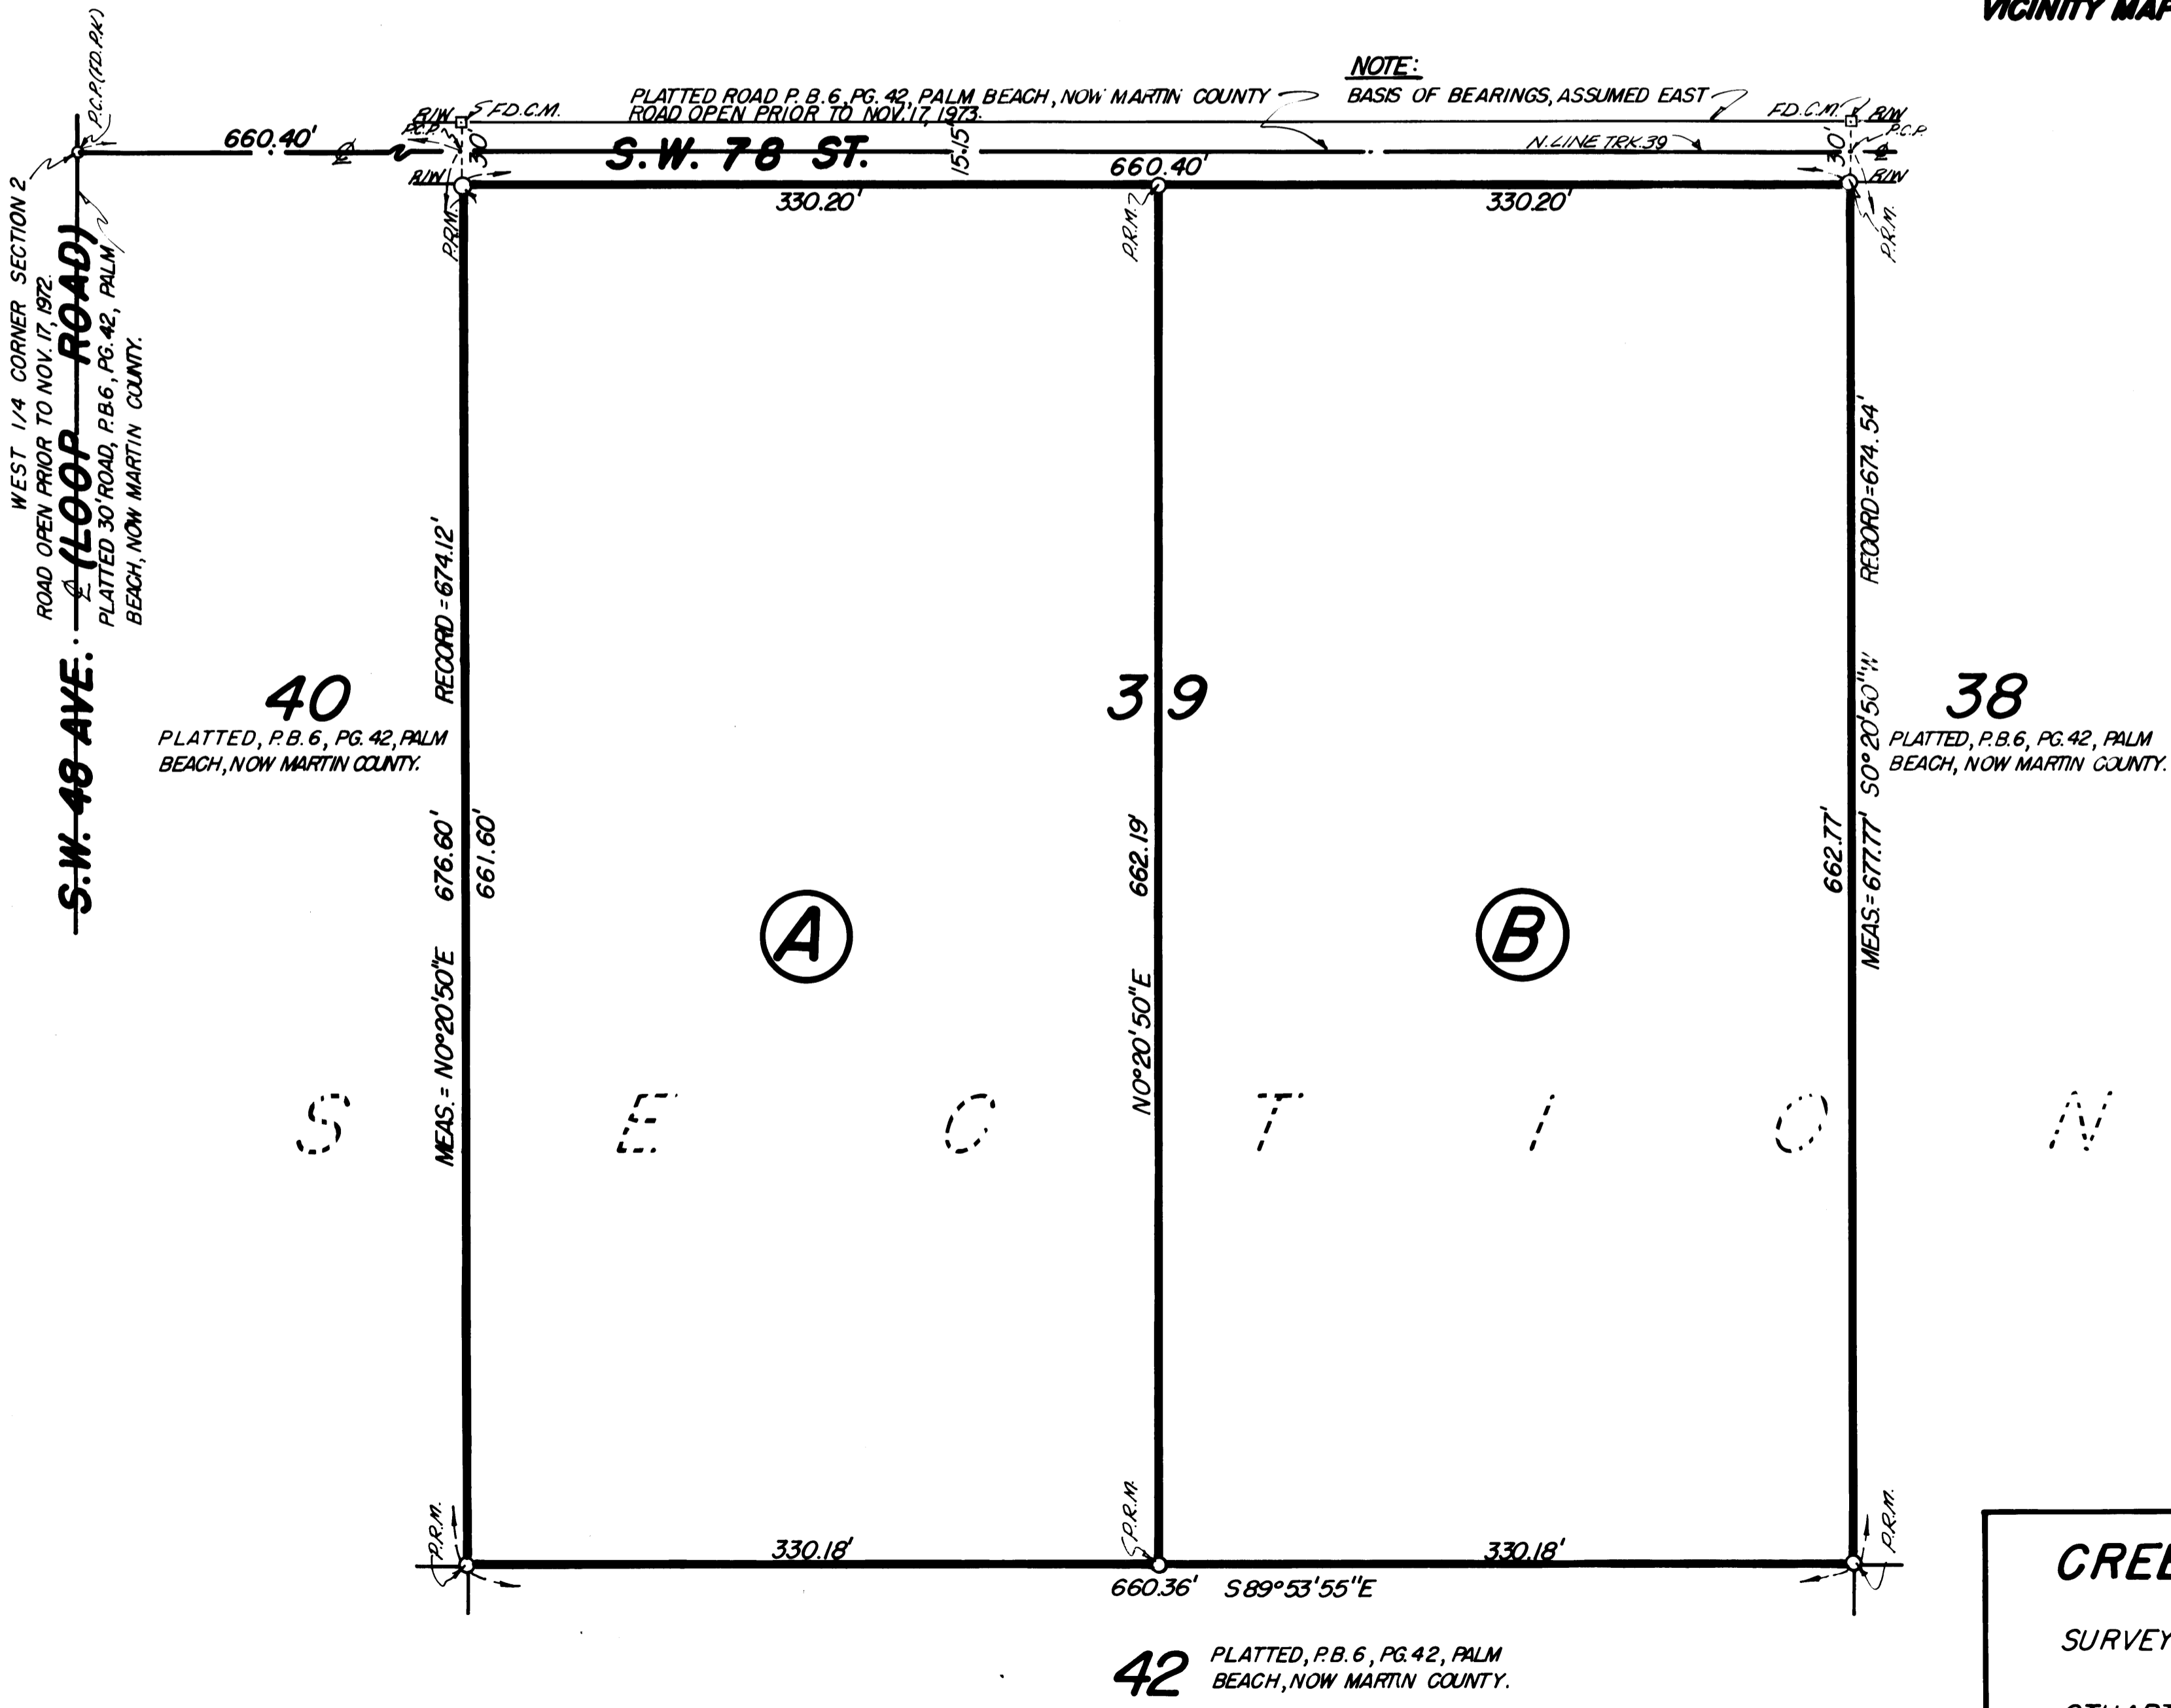 VICINITY MAP
P.C.P.(FD.P.K.)
NOTE:
PLATTED ROAD P.B.6, PG. 42, PALM BEACH, NOW MARTIN COUNTY
BASIS OF BEARINGS, ASSUMED EAST
ROAD OPEN PRIOR TO NOV. 17, 1973.
R/W FD.C.M.
FD.C.M. R/W
P.C.P.
P.C.P.
660.40'
℄
30'
S.W. 78 ST.
15' 15'
660.40'
N. LINE TRK. 39
30'
℄
R/W
R/W
330.20'
330.20'
P.R.M.
P.R.M.
P.R.M.
WEST 1/4 CORNER SECTION 2
ROAD OPEN PRIOR TO NOV. 17, 1972.
S.W. 48 AVE. ℄ (LOOP ROAD)
PLATTED 30' ROAD, P.B.6, PG. 42, PALM
BEACH, NOW MARTIN COUNTY.
RECORD = 674.12'
RECORD = 674.54'
40
PLATTED, P.B. 6, PG. 42, PALM
BEACH, NOW MARTIN COUNTY.
39
38
PLATTED, P.B. 6, PG. 42, PALM
BEACH, NOW MARTIN COUNTY.
MEAS. = N0°20'50"E 676.60'
661.60'
N0°20'50"E 662.19'
662.77'
MEAS. = 677.77' S0°20'50"W
A
B
SECTION
P.R.M.
P.R.M.
P.R.M.
330.18'
330.18'
660.36' S89°53'55"E
42
PLATTED, P.B. 6, PG. 42, PALM
BEACH, NOW MARTIN COUNTY.
CREE
SURVEY
STUART